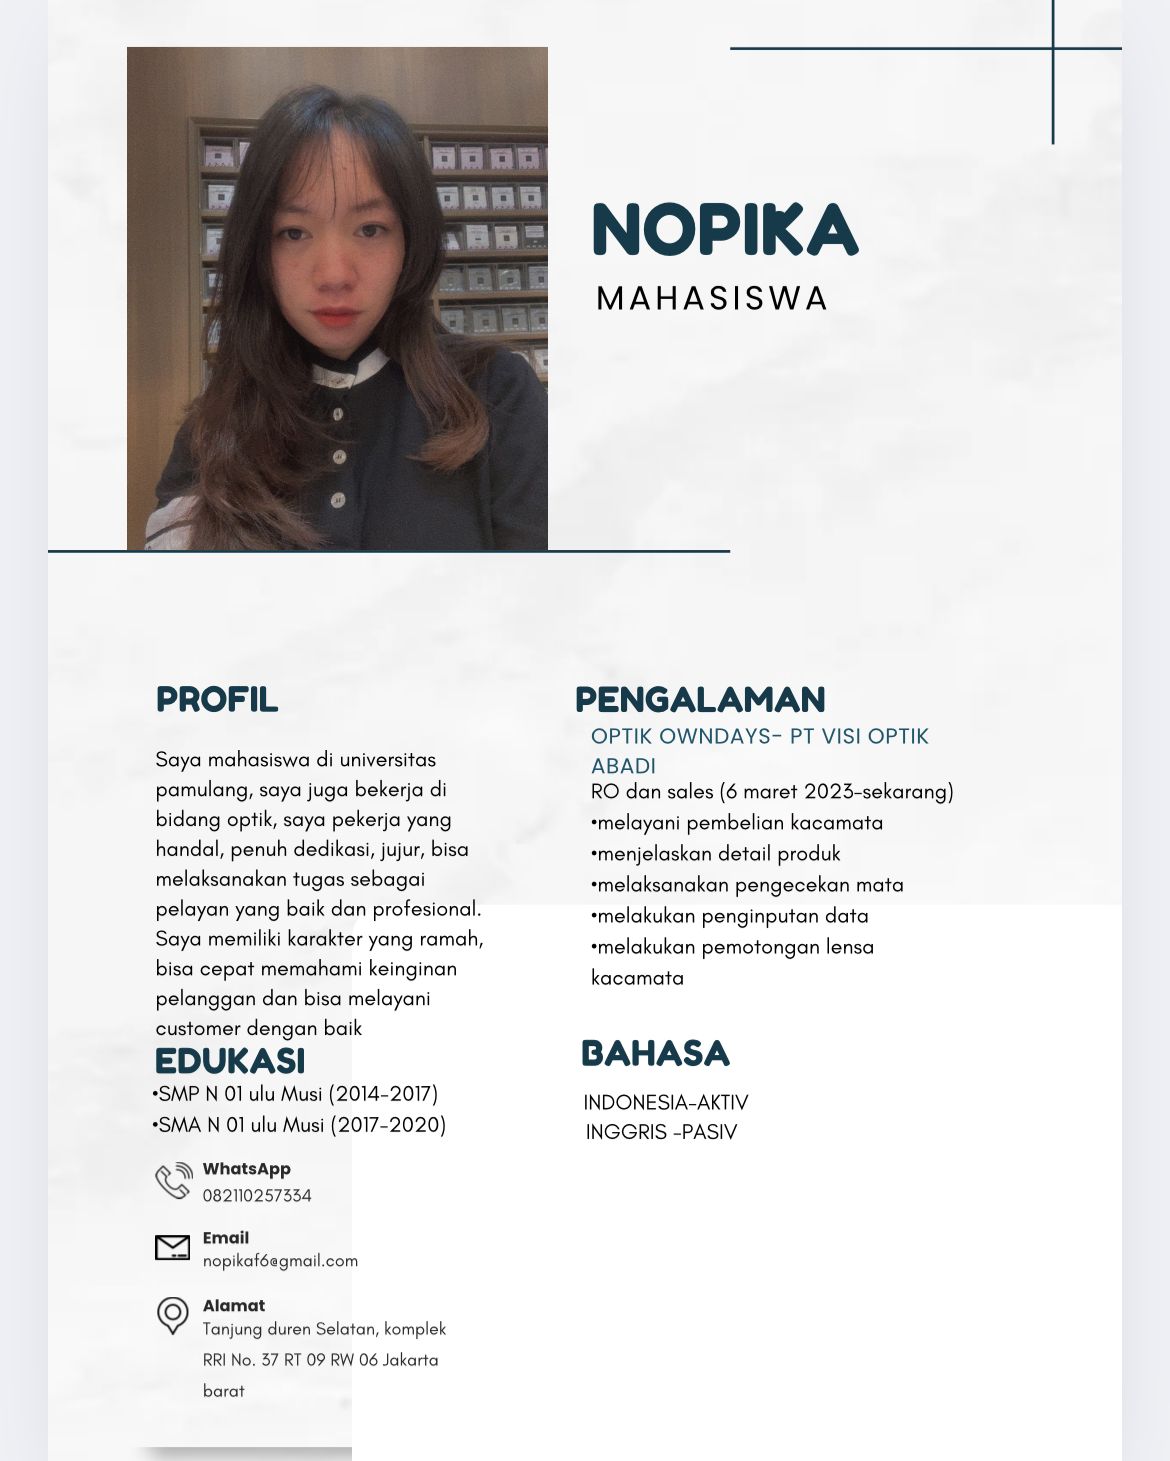 NOPIKA
MAHASISWA
PROFIL
Saya mahasiswa di universitas
pamulang, saya juga bekerja di
bidang optik, saya pekerja yang
handal, penuh dedikasi, jujur, bisa
melaksanakan tugas sebagai
pelayan yang baik dan profesional.
Saya memiliki karakter yang ramah,
bisa cepat memahami keinginan
pelanggan dan bisa melayani
customer dengan baik
EDUKASI
•SMP N 01 ulu Musi (2014-2017)
•SMA N 01 ulu Musi (2017-2020)
WhatsApp
082110257334
Email
nopikaf6@gmail.com
Alamat
Tanjung duren Selatan, komplek
RRI No. 37 RT 09 RW 06 Jakarta
barat
PENGALAMAN
OPTIK OWNDAYS- PT VISI OPTIK
ABADI
RO dan sales (6 maret 2023-sekarang)
•melayani pembelian kacamata
•menjelaskan detail produk
•melaksanakan pengecekan mata
•melakukan penginputan data
•melakukan pemotongan lensa
kacamata
BAHASA
INDONESIA-AKTIV
INGGRIS -PASIV